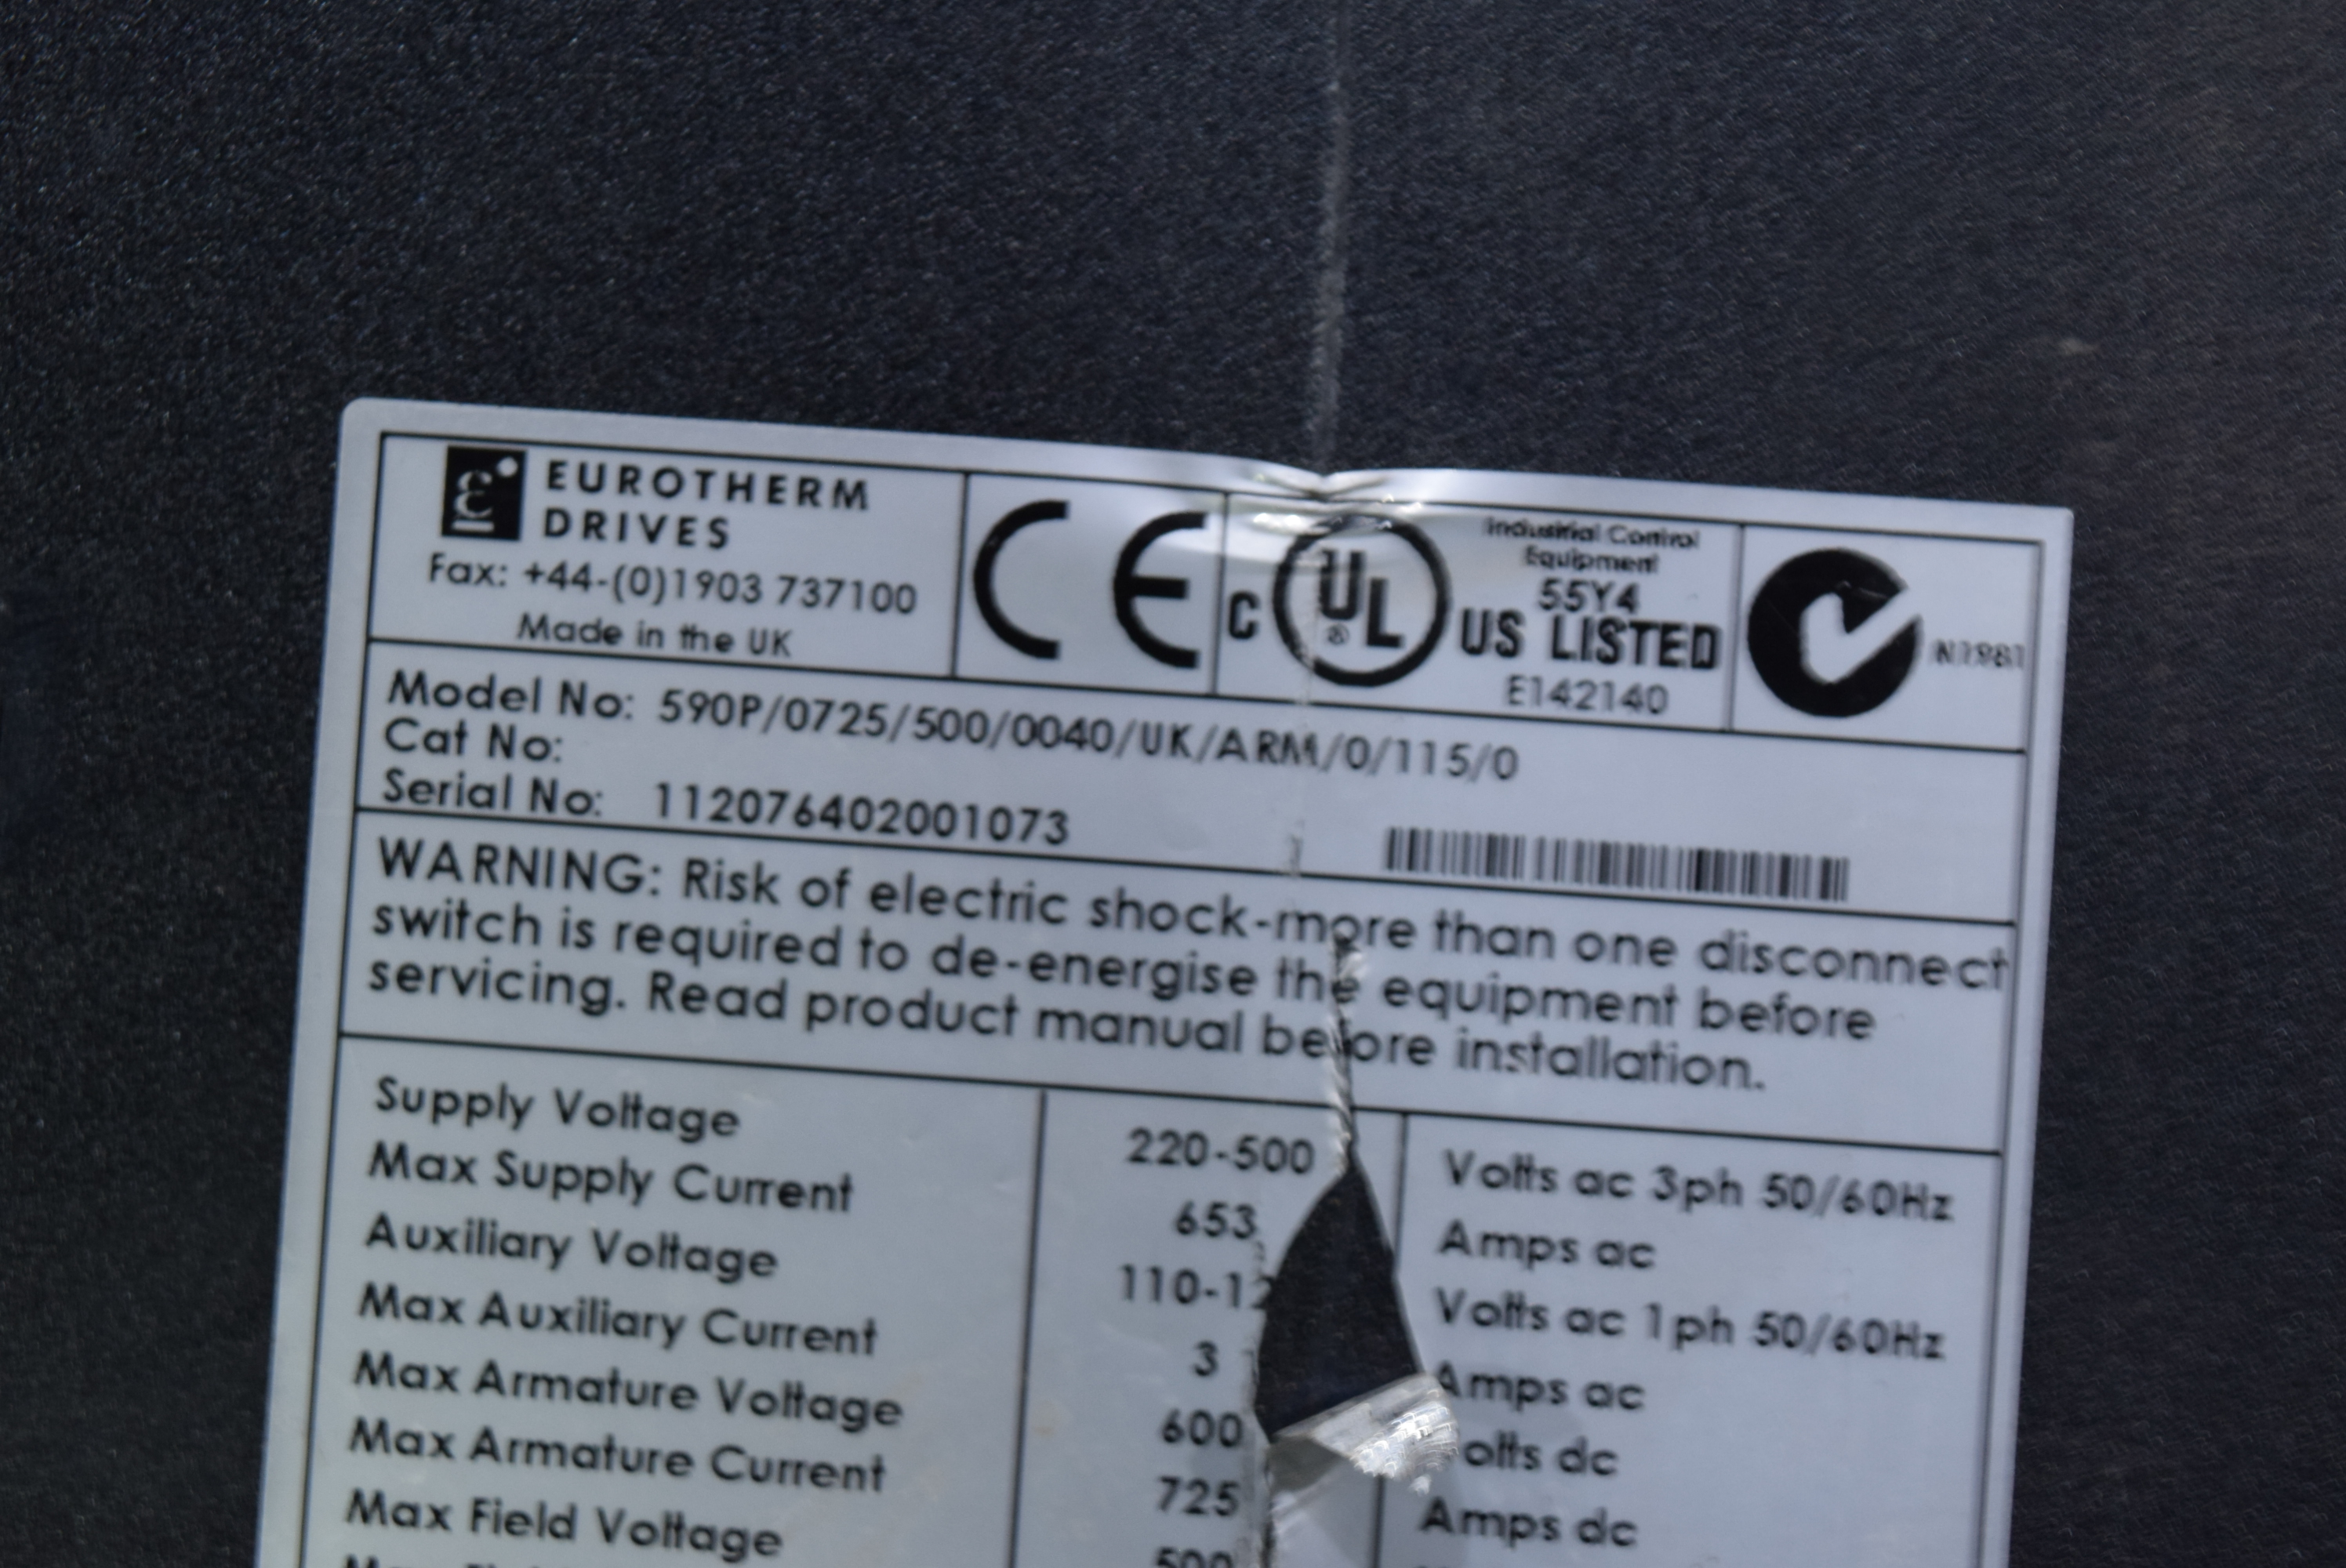 EUROTHERM
DRIVES
Fax: +44-(0)1903 737100
Made in the UK
CE
C UL ® US LISTED
Industrial Control
Equipment
55Y4
E142140
N1981
Model No: 590P/0725/500/0040/UK/ARM/0/115/0
Cat No:
Serial No: 112076402001073
WARNING: Risk of electric shock-more than one disconnect
switch is required to de-energise the equipment before
servicing. Read product manual before installation.
Supply Voltage 220-500 Volts ac 3ph 50/60Hz
Max Supply Current 653 Amps ac
Auxiliary Voltage 110-12 Volts ac 1ph 50/60Hz
Max Auxiliary Current 3 Amps ac
Max Armature Voltage 600 olts dc
Max Armature Current 725 Amps dc
Max Field Voltage 500